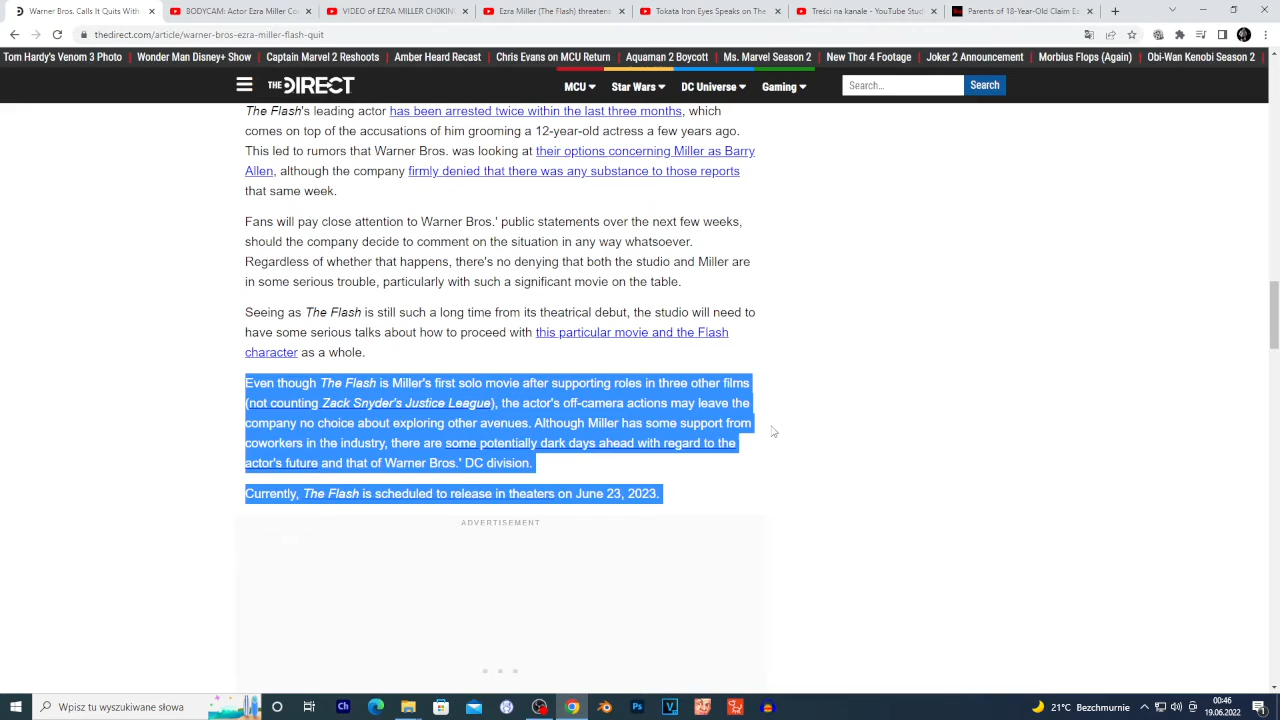 Warner Bros. Calls It Quits With
BODYCAM: Actor Ezra Miller Con
VIDEO OF EZRA MILLER CHOKIN
Ezra Miller (The Flash) threatens
Tokata Iron Eyes Speaks on The
Treści na kanale - YouTube Studi
Parents of 18-Year-Old Claim Ez
thedirect.com/article/warner-bros-ezra-miller-flash-quit
Tom Hardy's Venom 3 Photo | Wonder Man Disney+ Show | Captain Marvel 2 Reshoots | Amber Heard Recast | Chris Evans on MCU Return | Aquaman 2 Boycott | Ms. Marvel Season 2 | New Thor 4 Footage | Joker 2 Announcement | Morbius Flops (Again) | Obi-Wan Kenobi Season 2 |
THE DIRECT
MCU Star Wars DC Universe Gaming
Search... Search
The Flash's leading actor has been arrested twice within the last three months, which
comes on top of the accusations of him grooming a 12-year-old actress a few years ago.
This led to rumors that Warner Bros. was looking at their options concerning Miller as Barry
Allen, although the company firmly denied that there was any substance to those reports
that same week.
Fans will pay close attention to Warner Bros.' public statements over the next few weeks,
should the company decide to comment on the situation in any way whatsoever.
Regardless of whether that happens, there's no denying that both the studio and Miller are
in some serious trouble, particularly with such a significant movie on the table.
Seeing as The Flash is still such a long time from its theatrical debut, the studio will need to
have some serious talks about how to proceed with this particular movie and the Flash
character as a whole.
Even though The Flash is Miller's first solo movie after supporting roles in three other films
(not counting Zack Snyder's Justice League), the actor's off-camera actions may leave the
company no choice about exploring other avenues. Although Miller has some support from
coworkers in the industry, there are some potentially dark days ahead with regard to the
actor's future and that of Warner Bros.' DC division.
Currently, The Flash is scheduled to release in theaters on June 23, 2023.
ADVERTISEMENT
Wpisz tu wyszukiwane słowa
Ch
Ps
21°C Bezchmurnie
00:46
19.06.2022